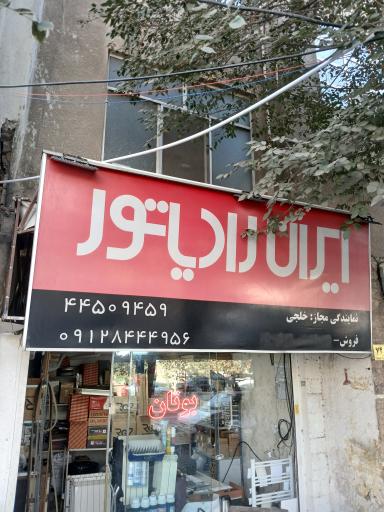 ایران رادیاتور
نمایندگی مجاز: خلجی
فروش-
۴۴۵۰۹۴۵۹
۰۹۱۲۸۴۴۴۹۵۶
بوتان